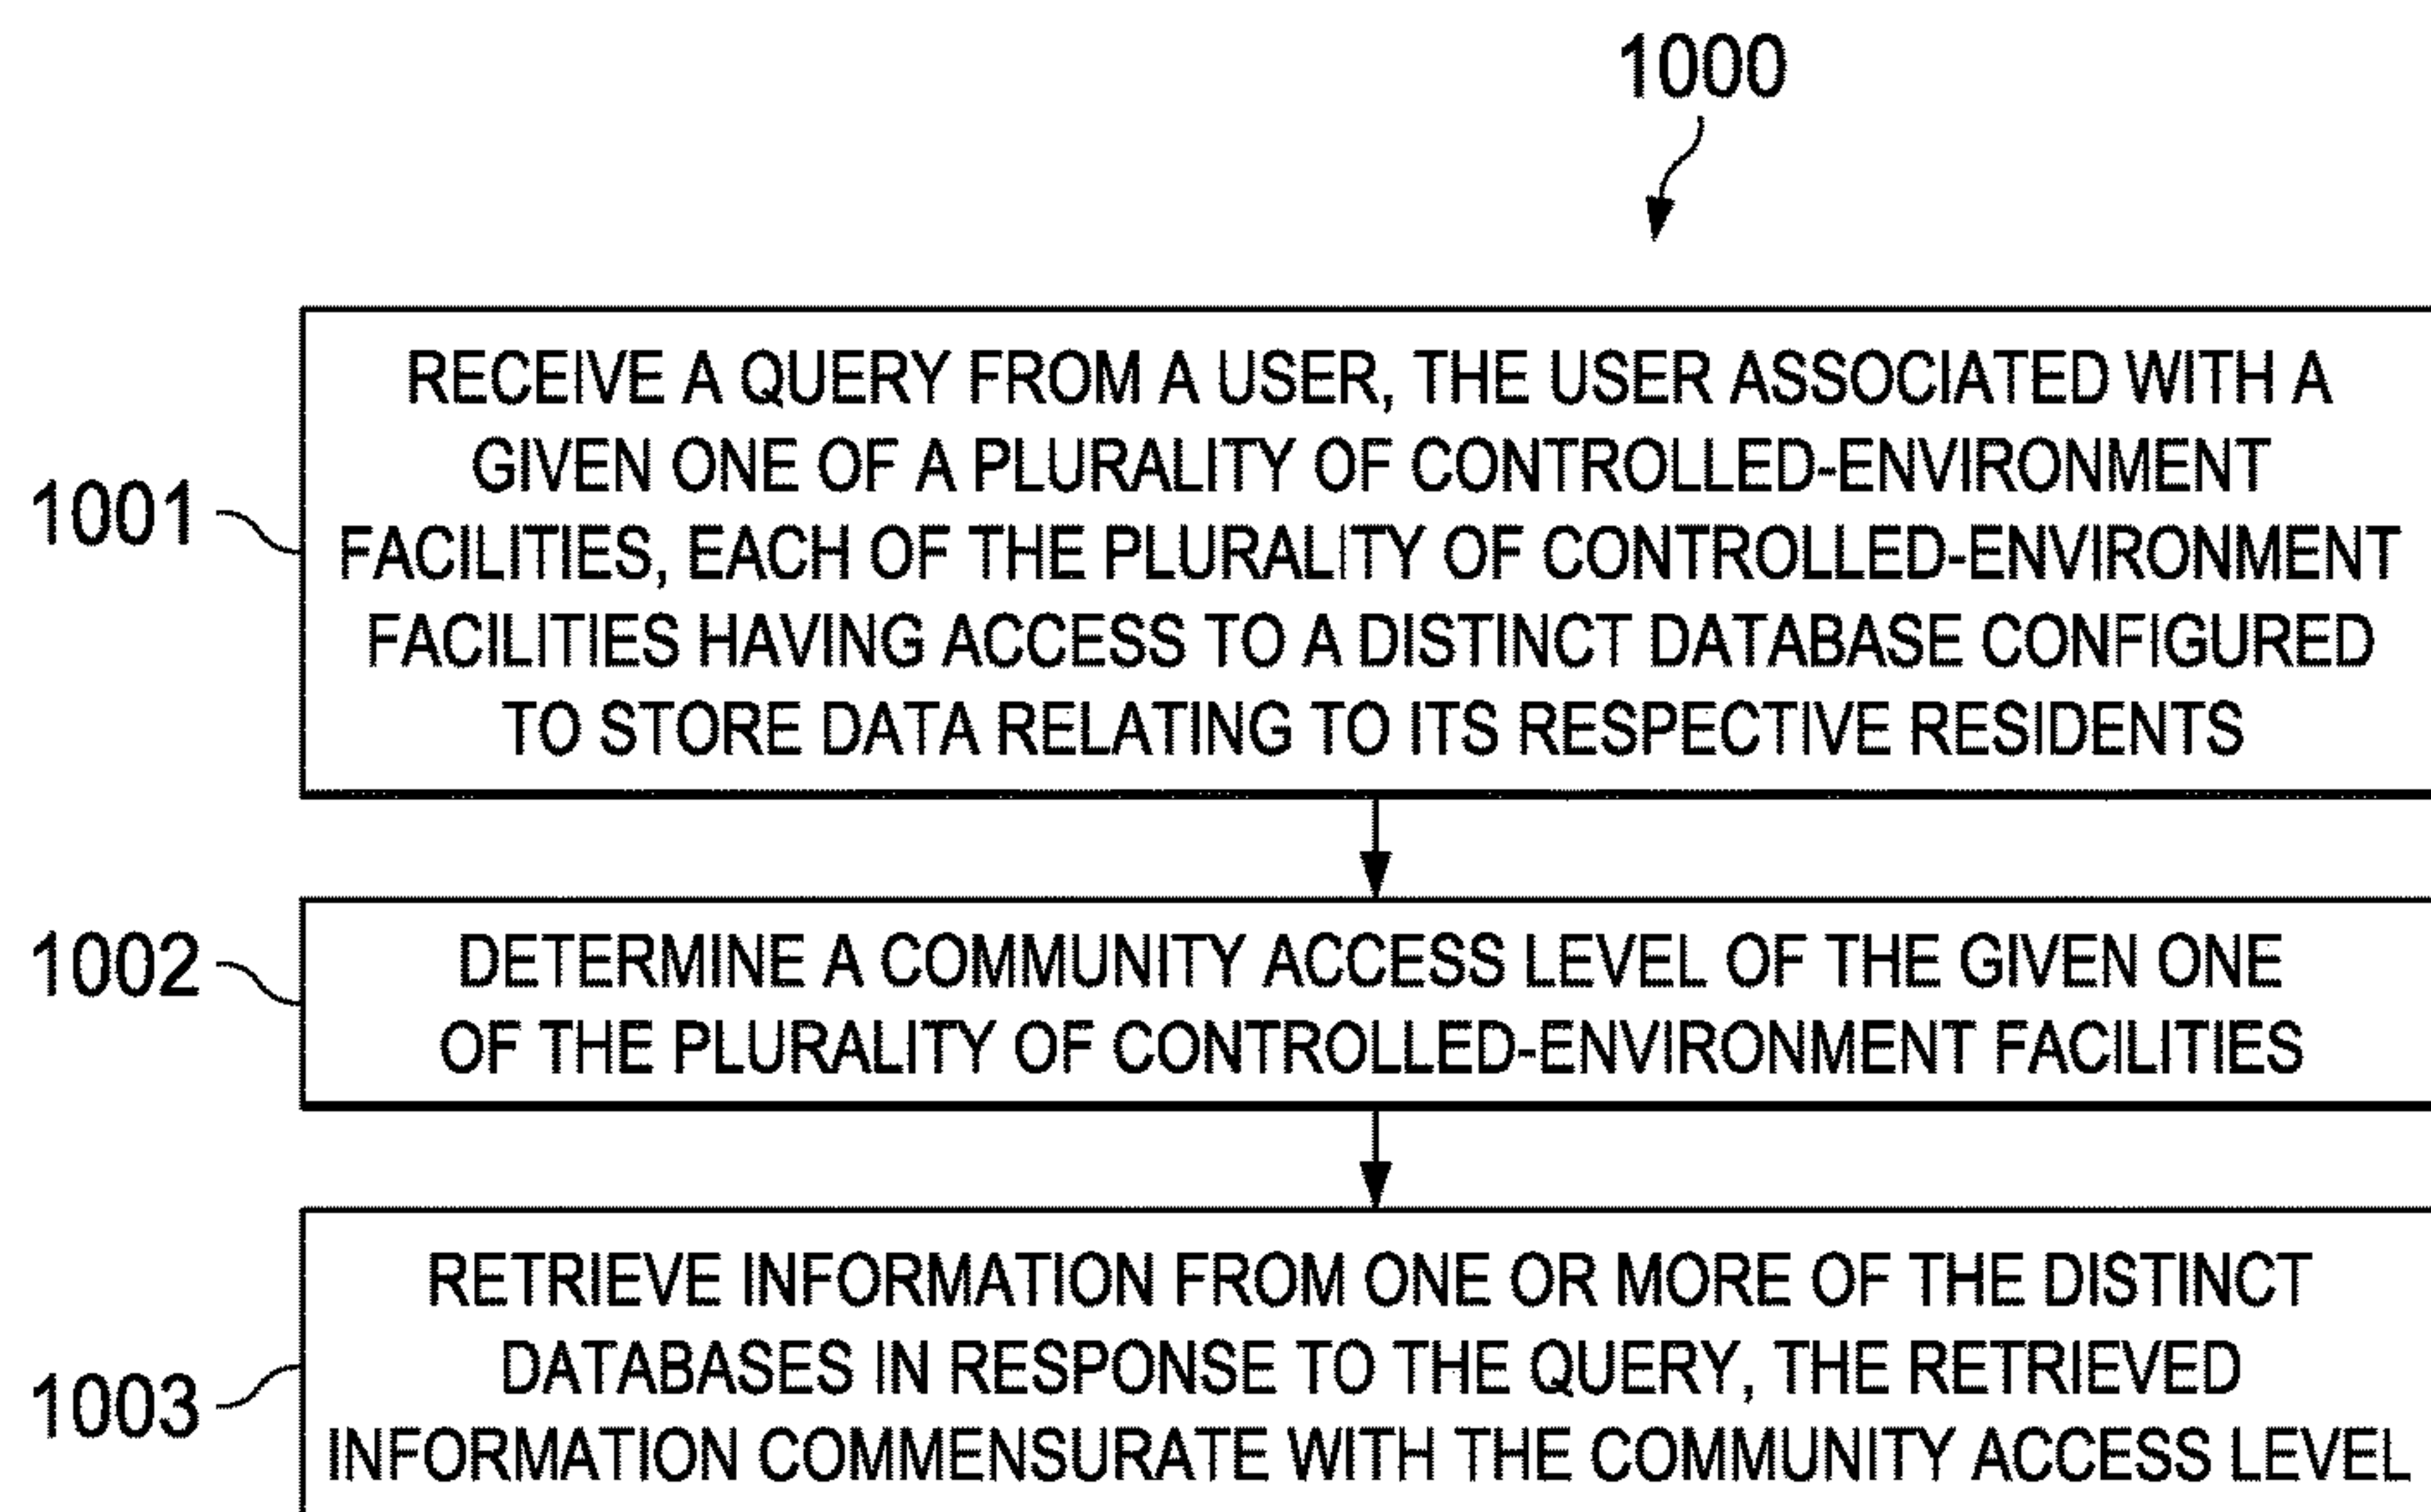 1000
RECEIVE A QUERY FROM A USER, THE USER ASSOCIATED WITH A
GIVEN ONE OF A PLURALITY OF CONTROLLED-ENVIRONMENT
1001
FACILITIES, EACH OF THE PLURALITY OF CONTROLLED-ENVIRONMENT
FACILITIES HAVING ACCESS TO A DISTINCT DATABASE CONFIGURED
TO STORE DATA RELATING TO ITS RESPECTIVE RESIDENTS
1002
DETERMINE A COMMUNITY ACCESS LEVEL OF THE GIVEN ONE
OF THE PLURALITY OF CONTROLLED-ENVIRONMENT FACILITIES
RETRIEVE INFORMATION FROM ONE OR MORE OF THE DISTINCT
DATABASES IN RESPONSE TO THE QUERY, THE RETRIEVED
1003
INFORMATION COMMENSURATE WITH THE COMMUNITY ACCESS LEVEL